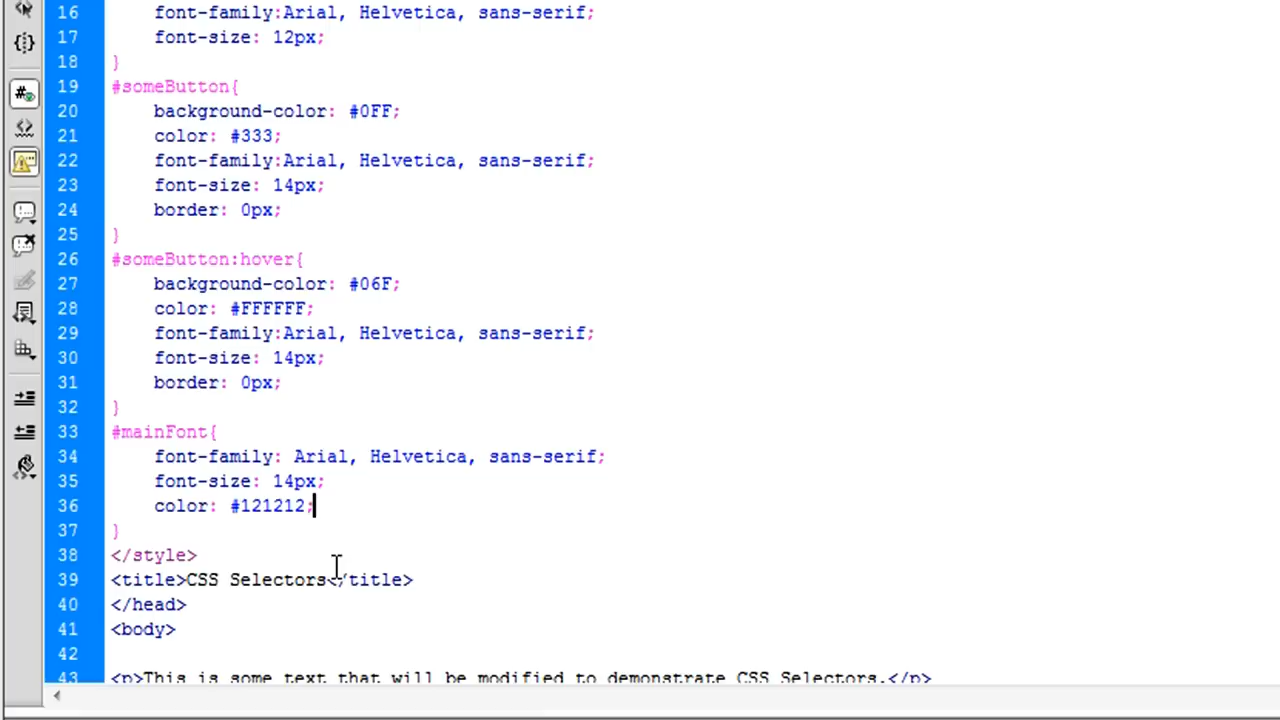 16 font-family:Arial, Helvetica, sans-serif;
17 font-size: 12px;
18 }
19 #someButton{
20 background-color: #0FF;
21 color: #333;
22 font-family:Arial, Helvetica, sans-serif;
23 font-size: 14px;
24 border: 0px;
25 }
26 #someButton:hover{
27 background-color: #06F;
28 color: #FFFFFF;
29 font-family:Arial, Helvetica, sans-serif;
30 font-size: 14px;
31 border: 0px;
32 }
33 #mainFont{
34 font-family: Arial, Helvetica, sans-serif;
35 font-size: 14px;
36 color: #121212;
37 }
38 </style>
39 <title>CSS Selectors</title>
40 </head>
41 <body>
42
43 <p>This is some text that will be modified to demonstrate CSS Selectors.</p>